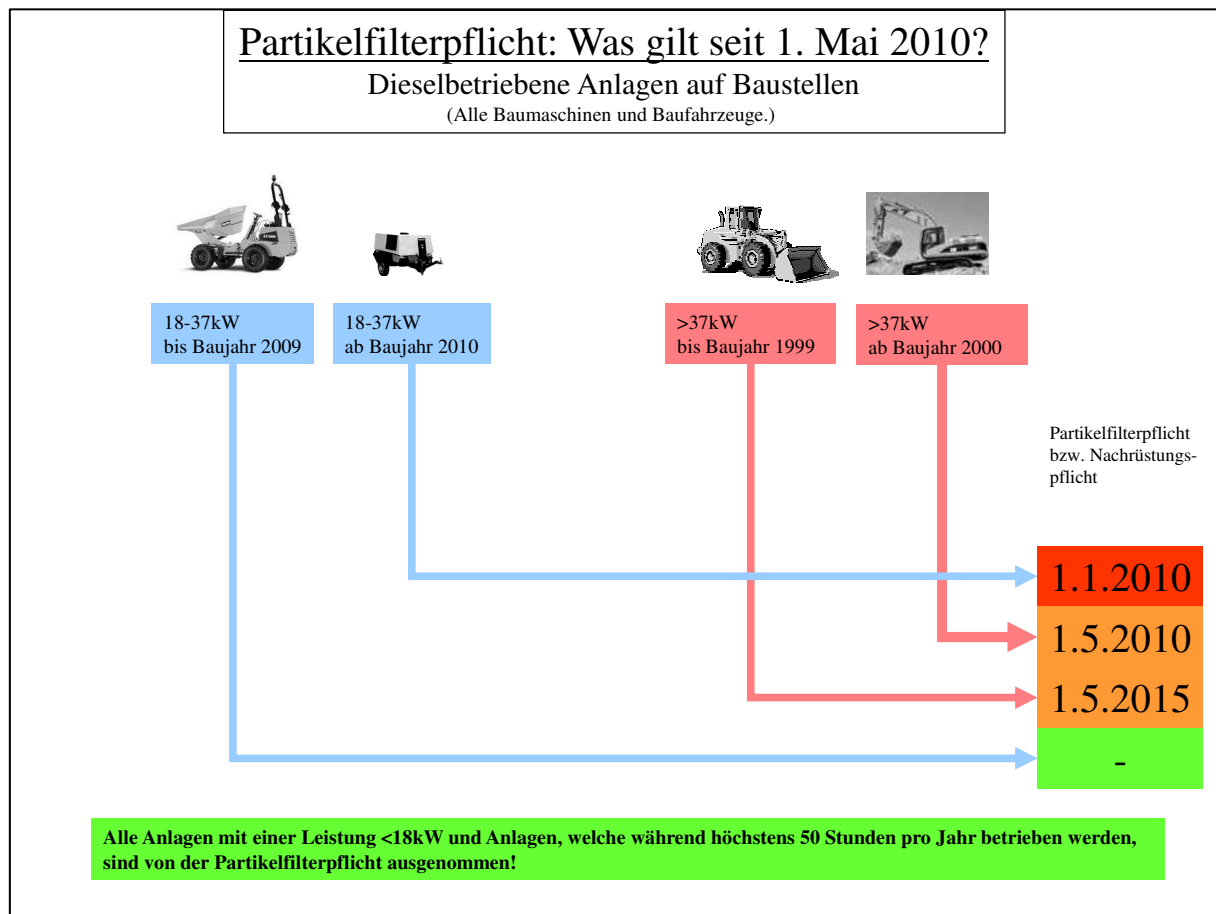 Partikelfilterpflicht: Was gilt seit 1. Mai 2010?
Dieselbetriebene Anlagen auf Baustellen
(Alle Baumaschinen und Baufahrzeuge.)
18-37kW
bis Baujahr 2009
18-37kW
ab Baujahr 2010
>37kW
bis Baujahr 1999
>37kW
ab Baujahr 2000
Partikelfilterpflicht
bzw. Nachrüstungs-
pflicht
1.1.2010
1.5.2010
1.5.2015
-
Alle Anlagen mit einer Leistung <18kW und Anlagen, welche während höchstens 50 Stunden pro Jahr betrieben werden,
sind von der Partikelfilterpflicht ausgenommen!